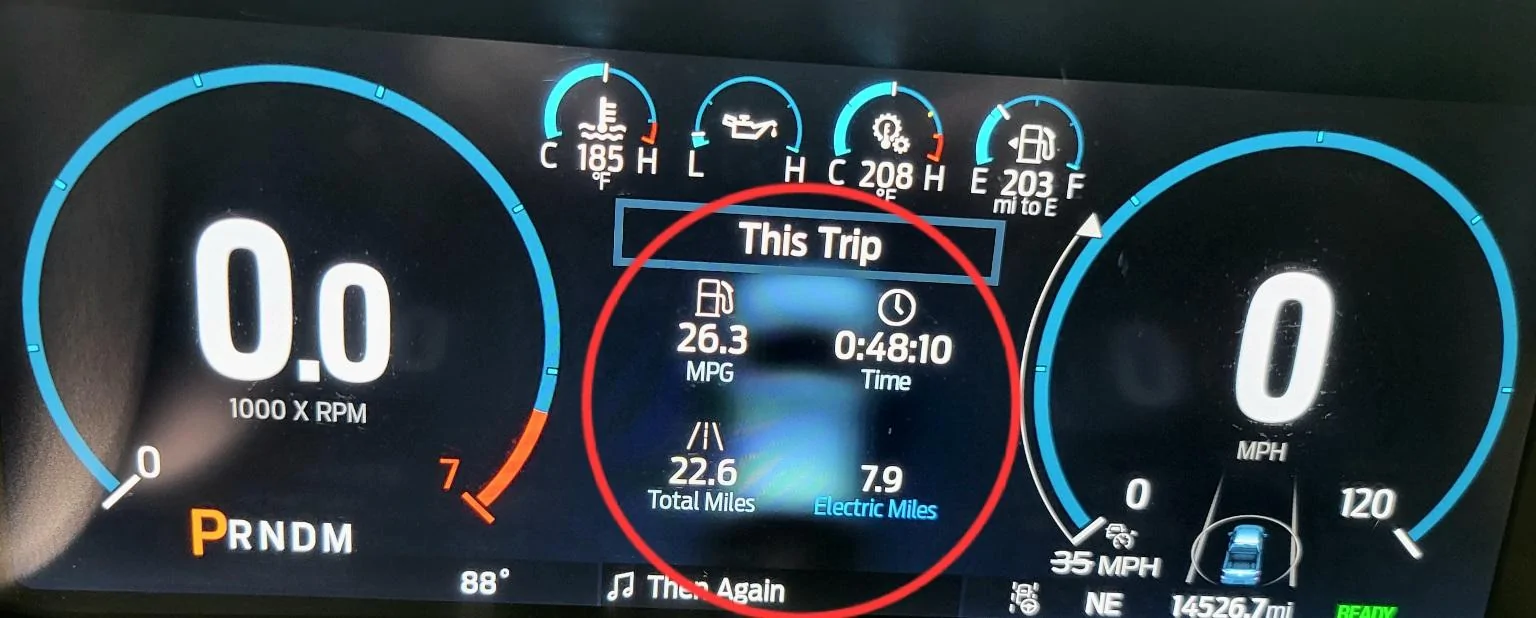 C 185 H
°F
L H
C 208 H
°F
E 203 F
mi to E
This Trip
26.3
MPG
0:48:10
Time
22.6
Total Miles
7.9
Electric Miles
0.0
1000 X RPM
0
7
PRNDM
88°
Then Again
0
MPH
0
120
35 MPH
NE
14526.7mi
READY